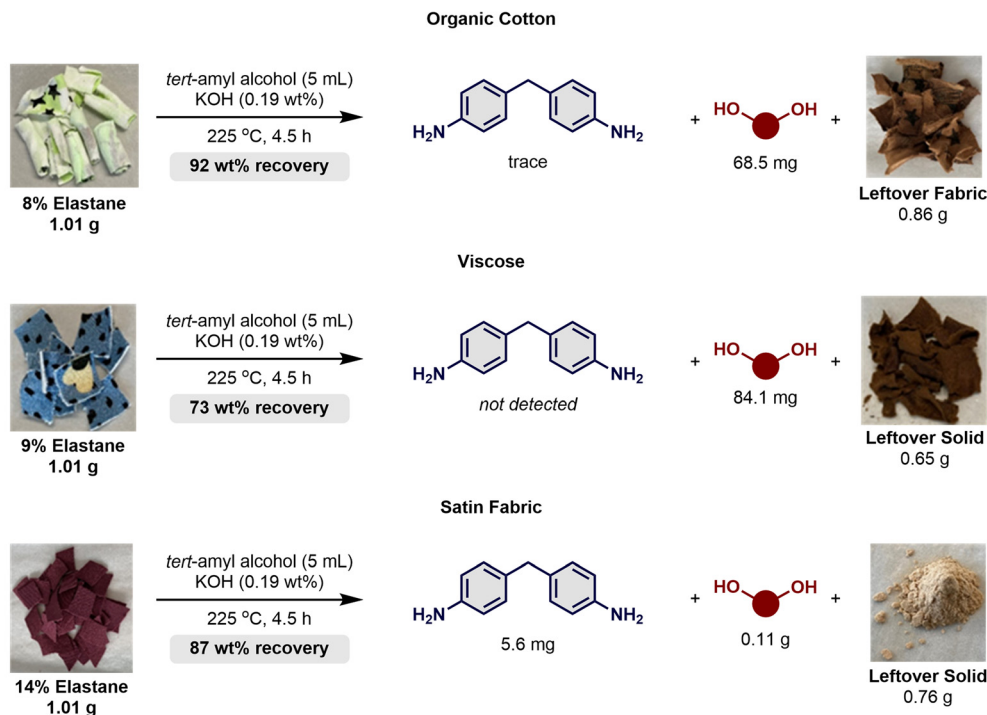 Organic Cotton
tert-amyl alcohol (5 mL)
KOH (0.19 wt%)
225 °C, 4.5 h
92 wt% recovery
8% Elastane
1.01 g
H₂N
NH₂
trace
+
HO
OH
68.5 mg
+
Leftover Fabric
0.86 g
Viscose
tert-amyl alcohol (5 mL)
KOH (0.19 wt%)
225 °C, 4.5 h
73 wt% recovery
9% Elastane
1.01 g
H₂N
NH₂
not detected
+
HO
OH
84.1 mg
+
Leftover Solid
0.65 g
Satin Fabric
tert-amyl alcohol (5 mL)
KOH (0.19 wt%)
225 °C, 4.5 h
87 wt% recovery
14% Elastane
1.01 g
H₂N
NH₂
5.6 mg
+
HO
OH
0.11 g
+
Leftover Solid
0.76 g